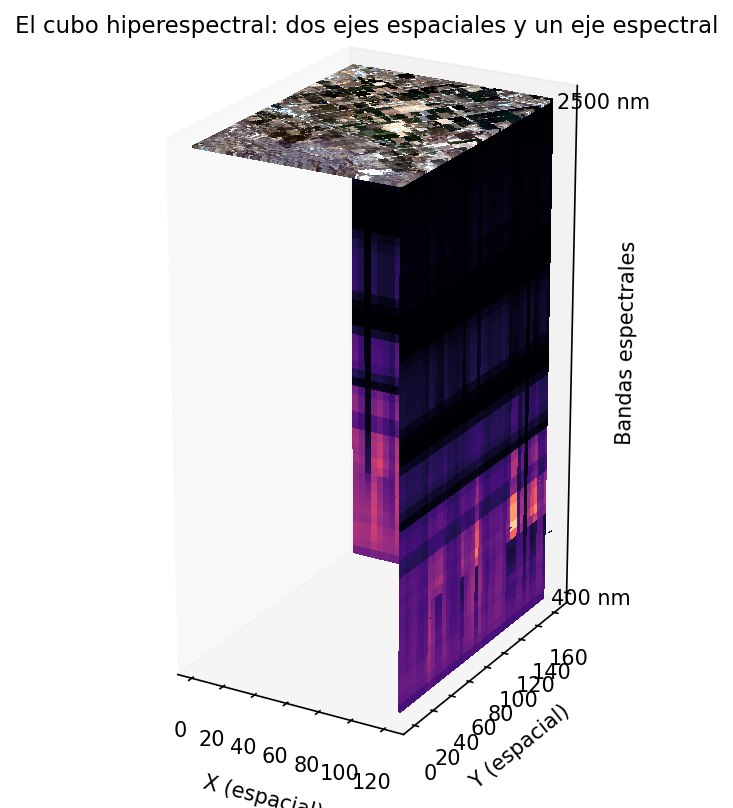 El cubo hiperespectral: dos ejes espaciales y un eje espectral
2500 nm
Bandas espectrales
400 nm
0 20 40 60 80 100 120
X (espacial)
0 20 40 60 80 100 120 140 160
Y (espacial)